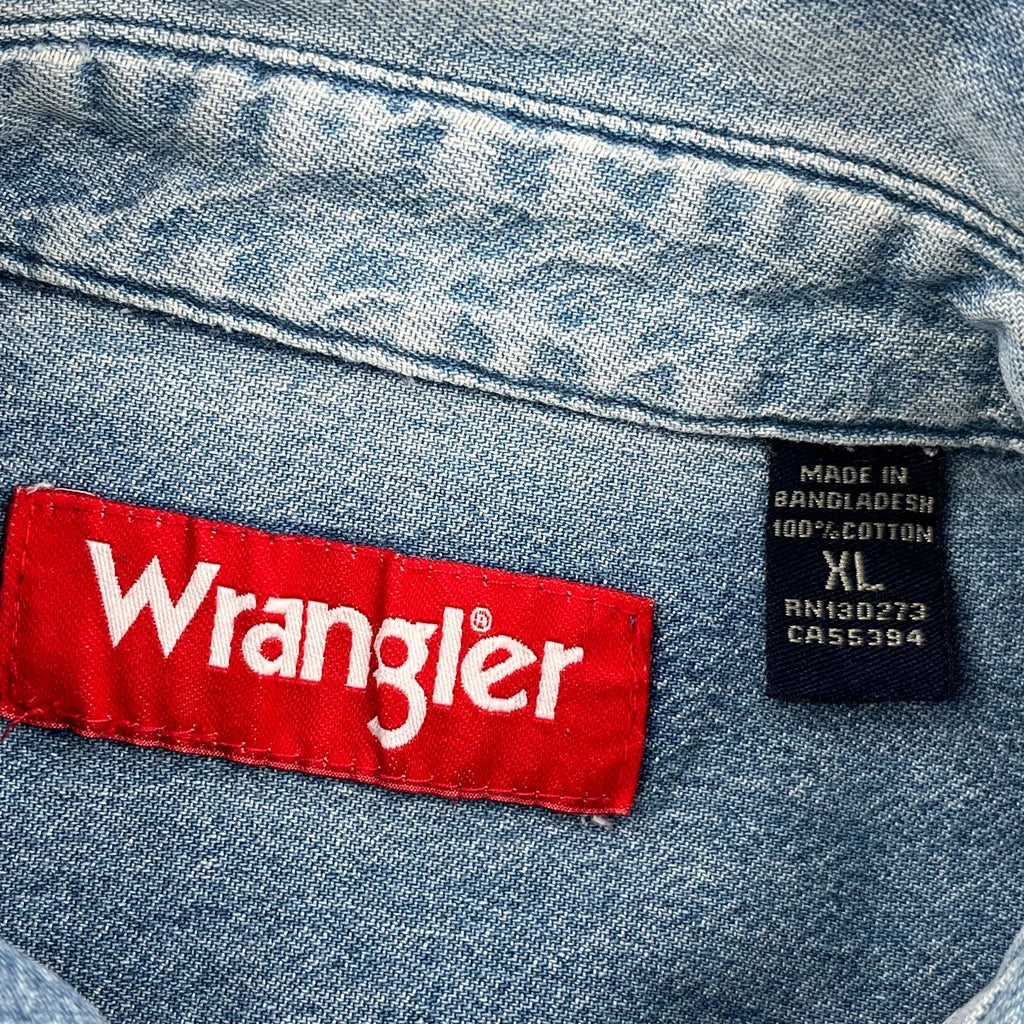 Wrangler®
MADE IN
BANGLADESH
100% COTTON
XL
RN130273
CA55394